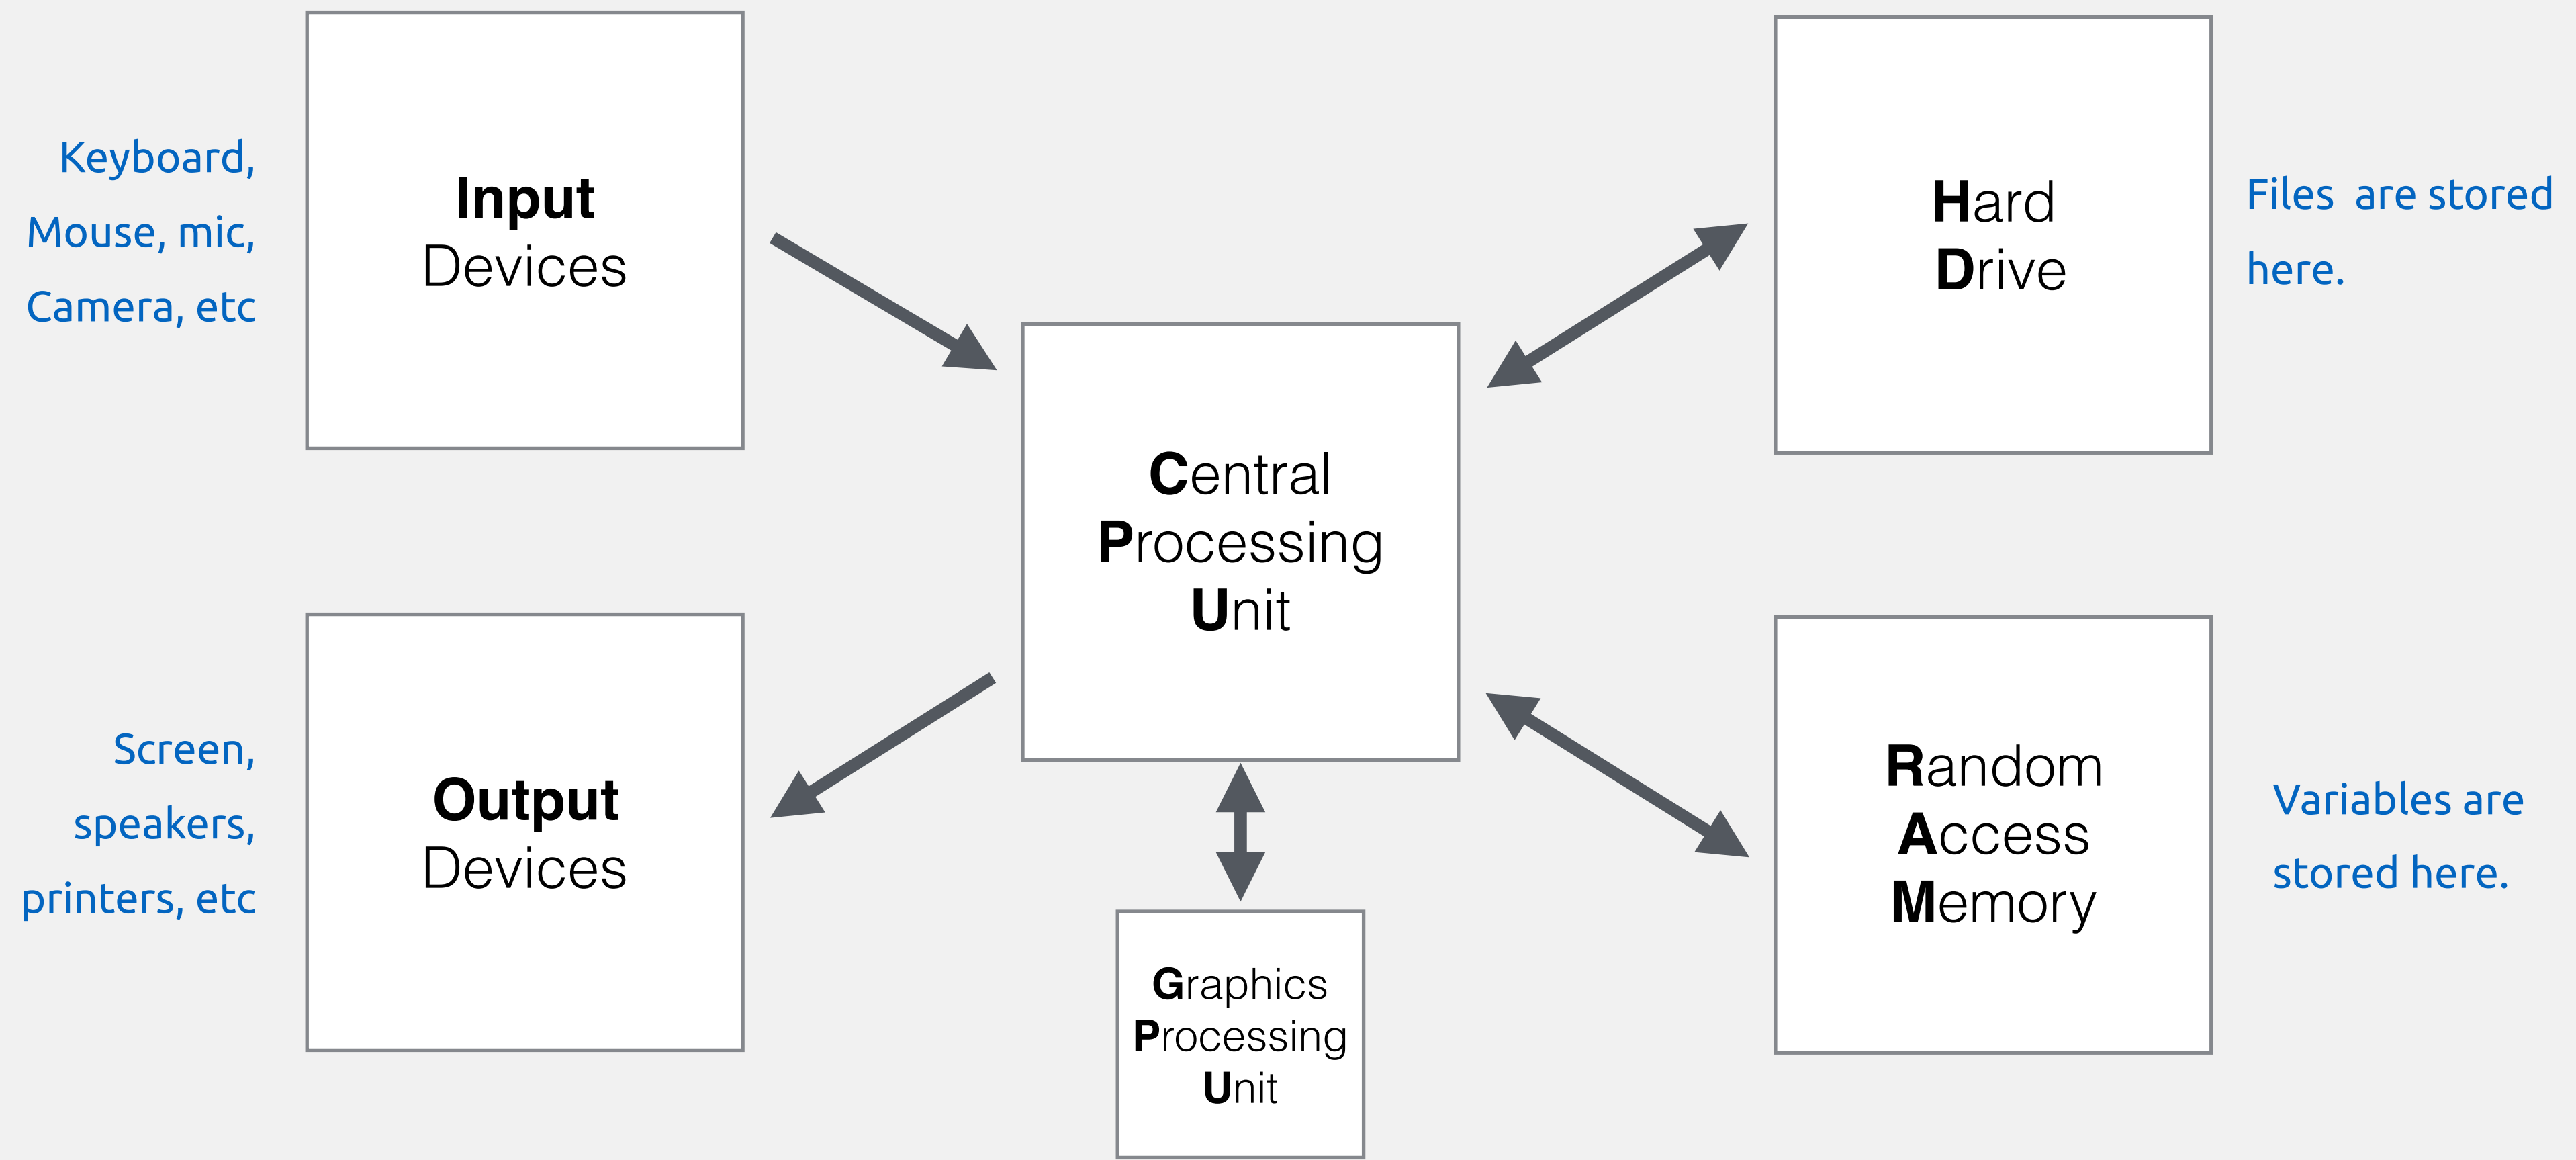 Keyboard,
Mouse, mic,
Camera, etc
Input
Devices
Central
Processing
Unit
Hard
Drive
Files  are stored
here.
Screen,
speakers,
printers, etc
Output
Devices
Graphics
Processing
Unit
Random
Access
Memory
Variables are
stored here.